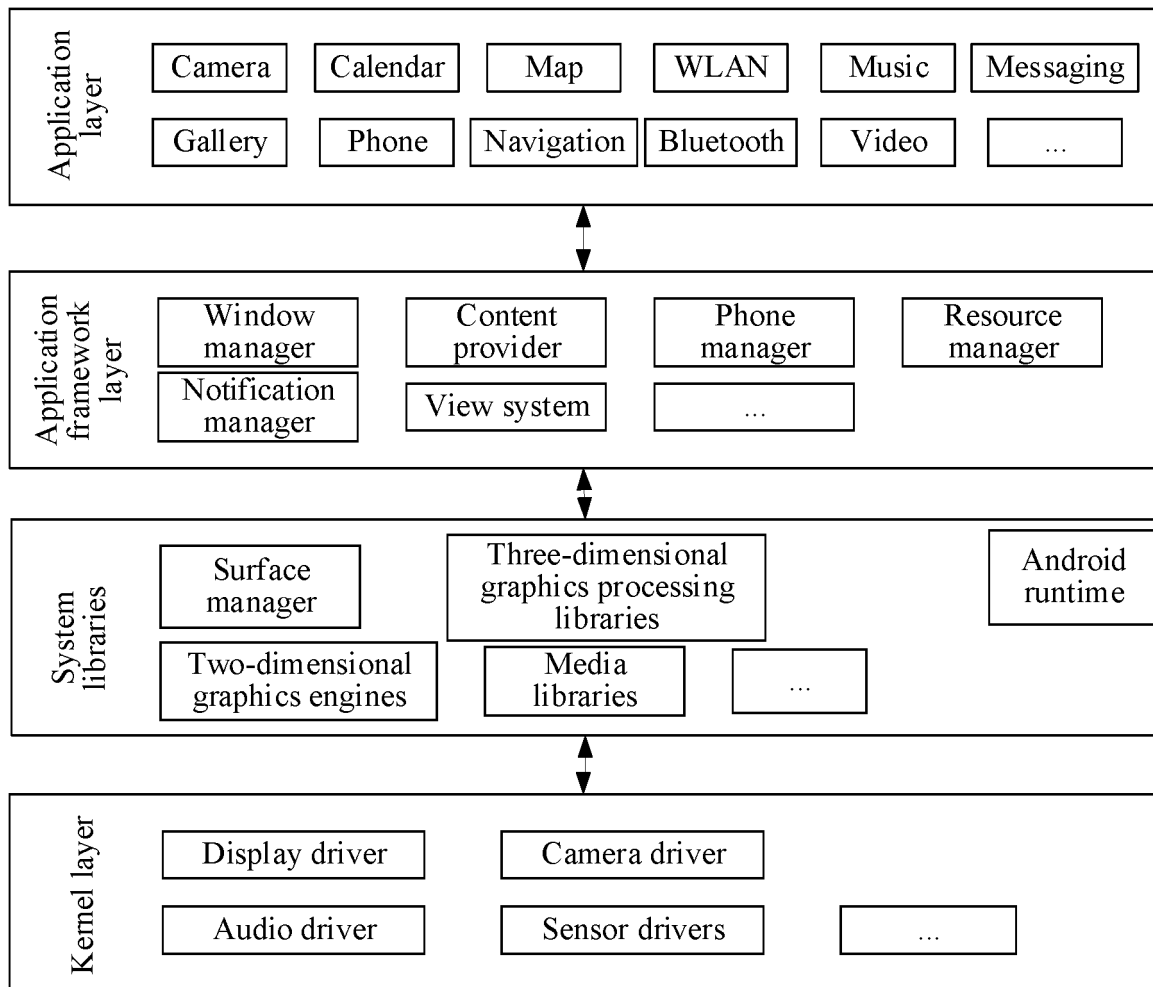 Application
layer
Camera
Calendar
Map
WLAN
Music
Messaging
Gallery
Phone
Navigation
Bluetooth
Video
...
Application
framework
layer
Window
manager
Content
provider
Phone
manager
Resource
manager
Notification
manager
View system
...
System
libraries
Surface
manager
Three-dimensional
graphics processing
libraries
Android
runtime
Two-dimensional
graphics engines
Media
libraries
...
Kernel layer
Display driver
Camera driver
Audio driver
Sensor drivers
...